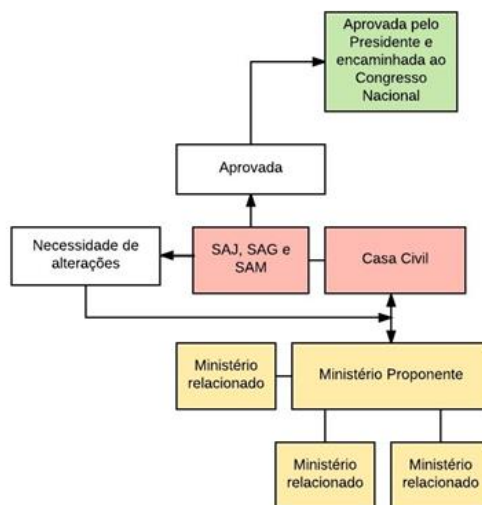 Aprovada pelo
Presidente e
encaminhada ao
Congresso
Nacional
Aprovada
Necessidade de
alterações
SAJ, SAG e
SAM
Casa Civil
Ministério
relacionado
Ministério Proponente
Ministério
relacionado
Ministério
relacionado